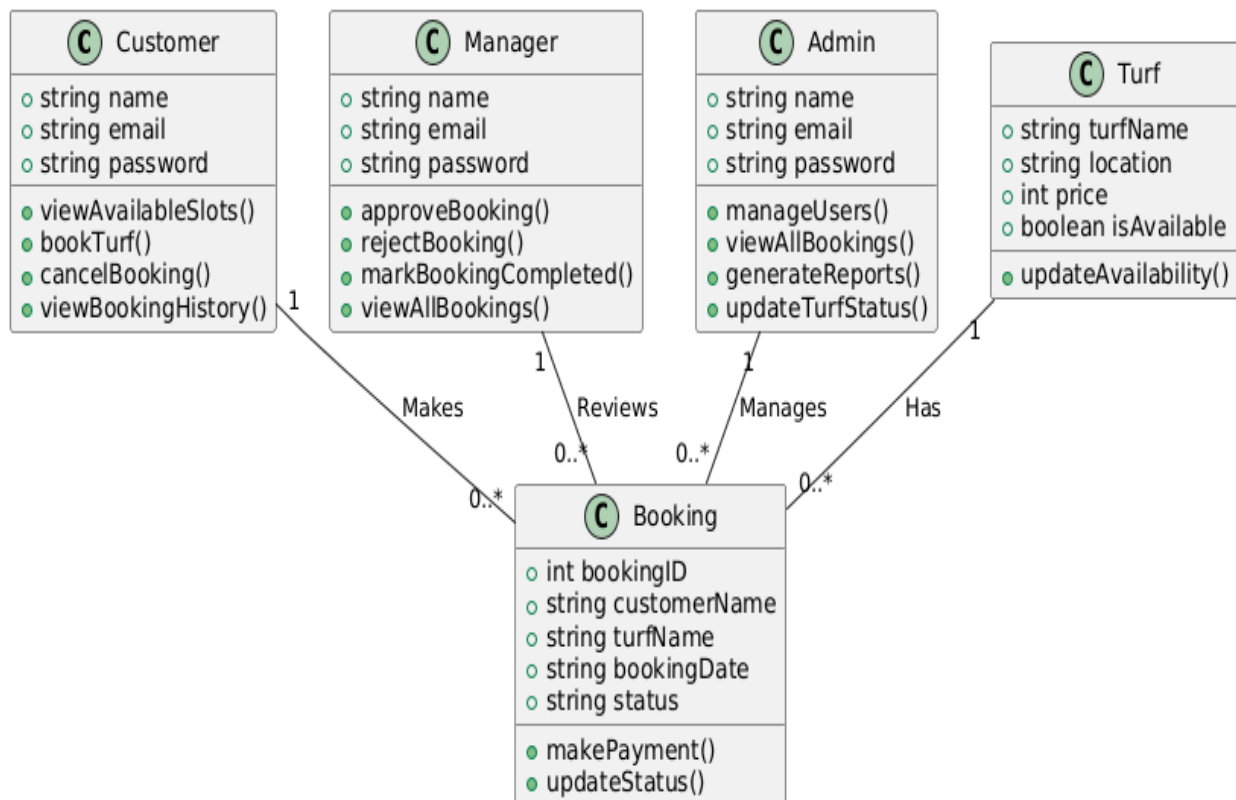 C Customer
string name
string email
string password
viewAvailableSlots()
bookTurf()
cancelBooking()
viewBookingHistory()
C Manager
string name
string email
string password
approveBooking()
rejectBooking()
markBookingCompleted()
viewAllBookings()
C Admin
string name
string email
string password
manageUsers()
viewAllBookings()
generateReports()
updateTurfStatus()
C Turf
string turfName
string location
int price
boolean isAvailable
updateAvailability()
1
1
1
1
Makes
Reviews
Manages
Has
0..*
0..*
0..*
0..*
C Booking
int bookingID
string customerName
string turfName
string bookingDate
string status
makePayment()
updateStatus()